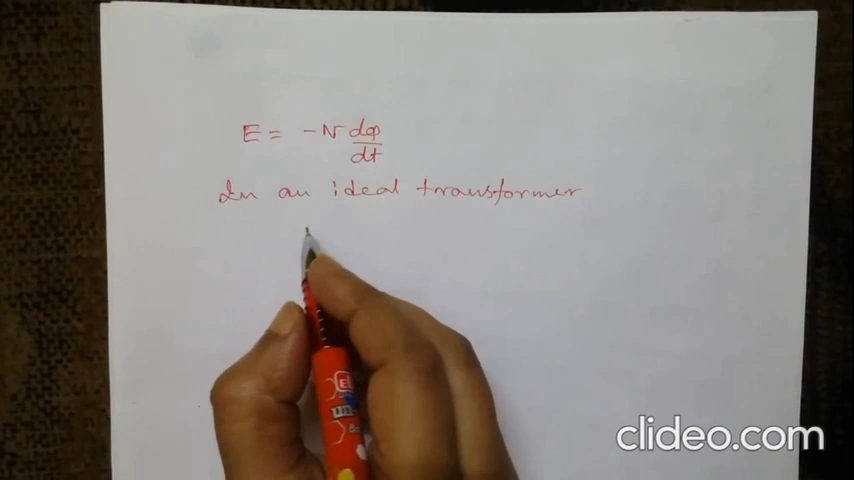 E = -N dφ/dt
In an ideal transformer
clideo.com